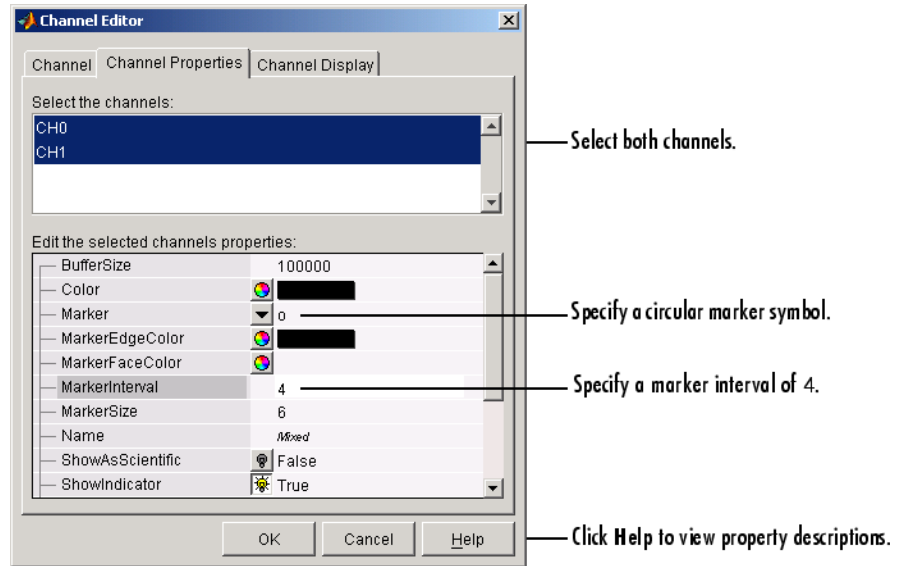 Channel Editor
Channel Channel Properties Channel Display
Select the channels:
CH0
CH1
Select both channels.
Edit the selected channels properties:
BufferSize 100000
Color
Marker o
Specify a circular marker symbol.
MarkerEdgeColor
MarkerFaceColor
MarkerInterval 4
Specify a marker interval of 4.
MarkerSize 6
Name Mixed
ShowAsScientific False
ShowIndicator True
OK Cancel Help
Click Help to view property descriptions.